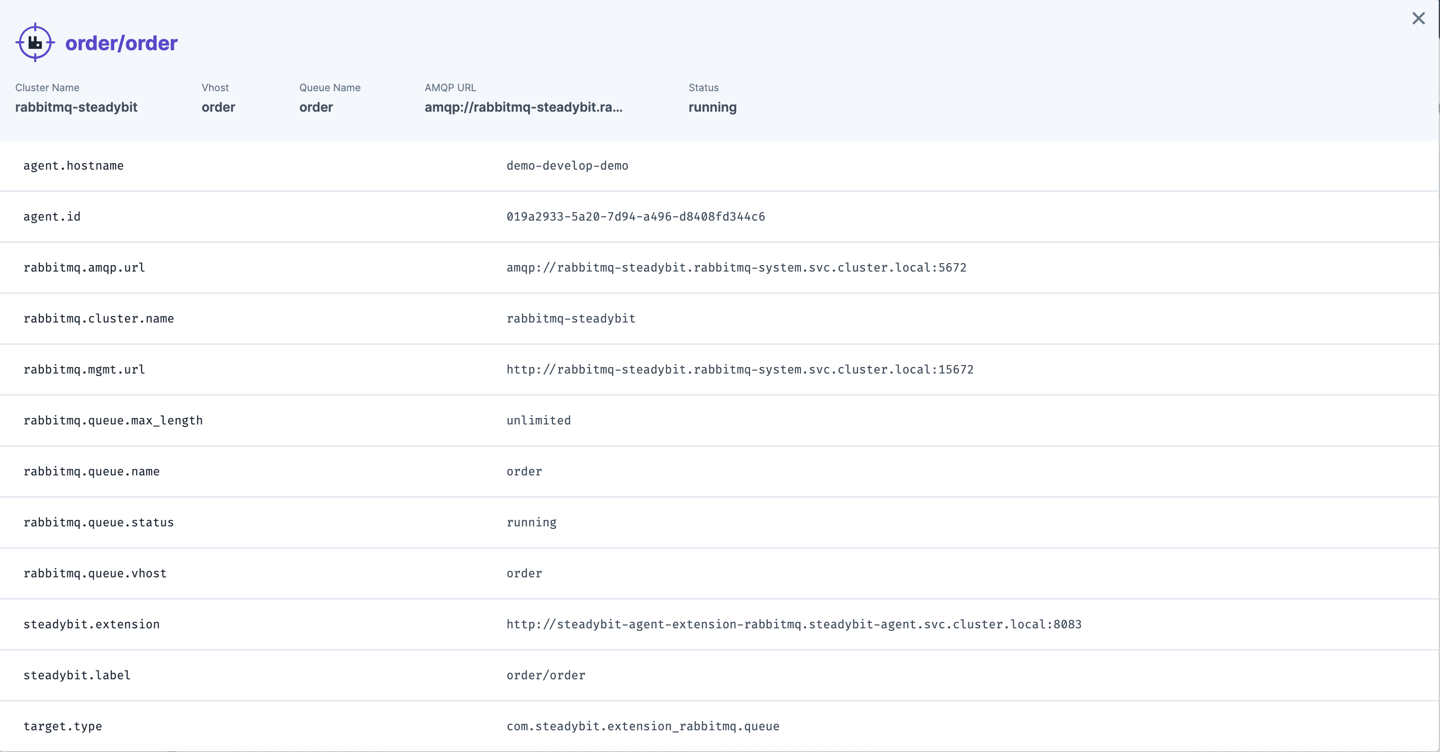 order/order
Cluster Name Vhost Queue Name AMQP URL Status
rabbitmq-steadybit order order amqp://rabbitmq-steadybit.ra... running
agent.hostname demo-develop-demo
agent.id 019a2933-5a20-7d94-a496-d8408fd344c6
rabbitmq.amqp.url amqp://rabbitmq-steadybit.rabbitmq-system.svc.cluster.local:5672
rabbitmq.cluster.name rabbitmq-steadybit
rabbitmq.mgmt.url http://rabbitmq-steadybit.rabbitmq-system.svc.cluster.local:15672
rabbitmq.queue.max_length unlimited
rabbitmq.queue.name order
rabbitmq.queue.status running
rabbitmq.queue.vhost order
steadybit.extension http://steadybit-agent-extension-rabbitmq.steadybit-agent.svc.cluster.local:8083
steadybit.label order/order
target.type com.steadybit.extension_rabbitmq.queue